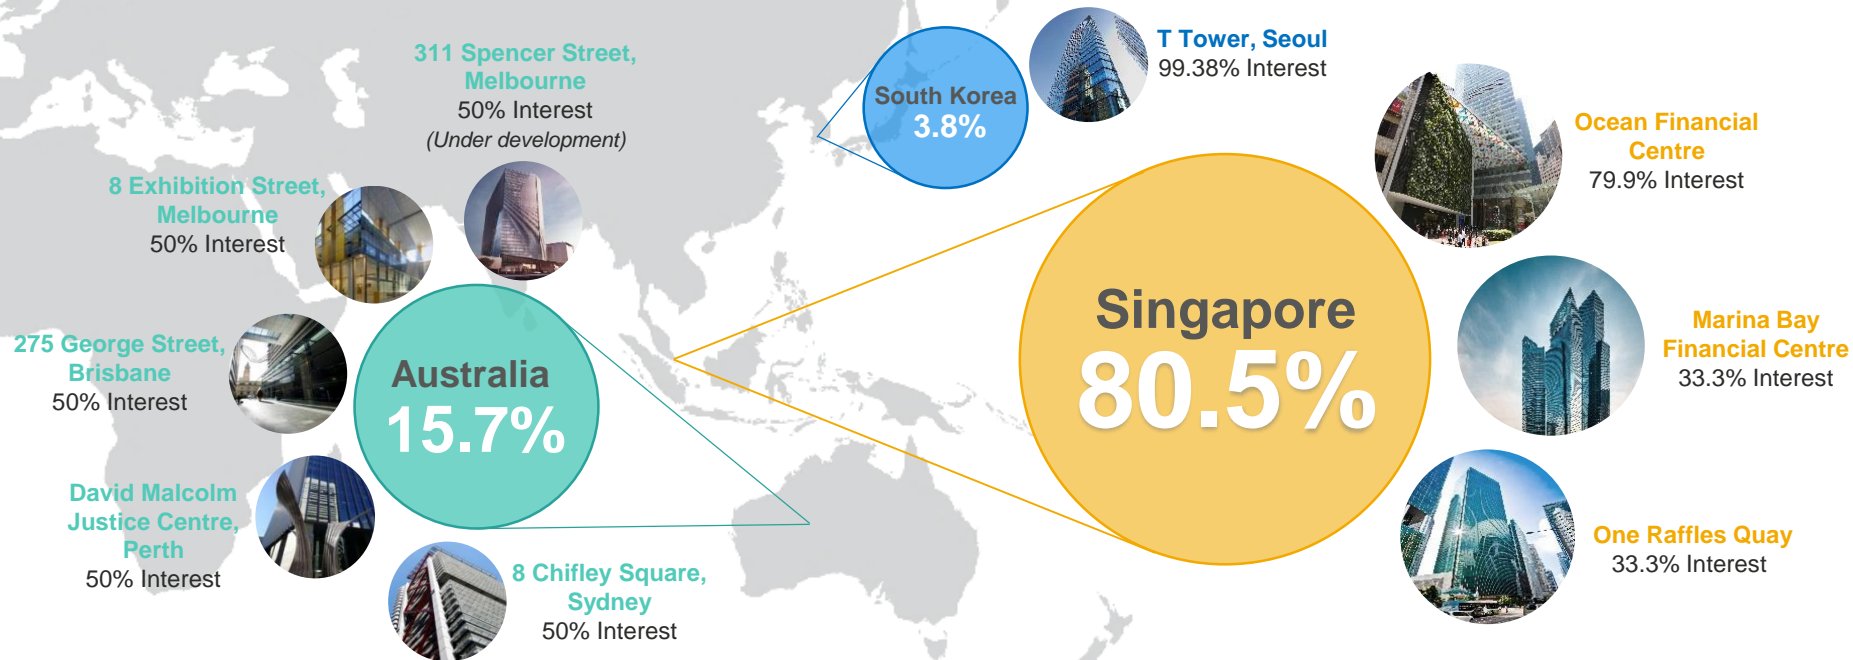 311 Spencer Street,
Melbourne
50% Interest
(Under development)
8 Exhibition Street,
Melbourne
50% Interest
275 George Street,
Brisbane
50% Interest
David Malcolm
Justice Centre,
Perth
50% Interest
8 Chifley Square,
Sydney
50% Interest
Australia
15.7%
South Korea
3.8%
T Tower, Seoul
99.38% Interest
Singapore
80.5%
Ocean Financial
Centre
79.9% Interest
Marina Bay
Financial Centre
33.3% Interest
One Raffles Quay
33.3% Interest